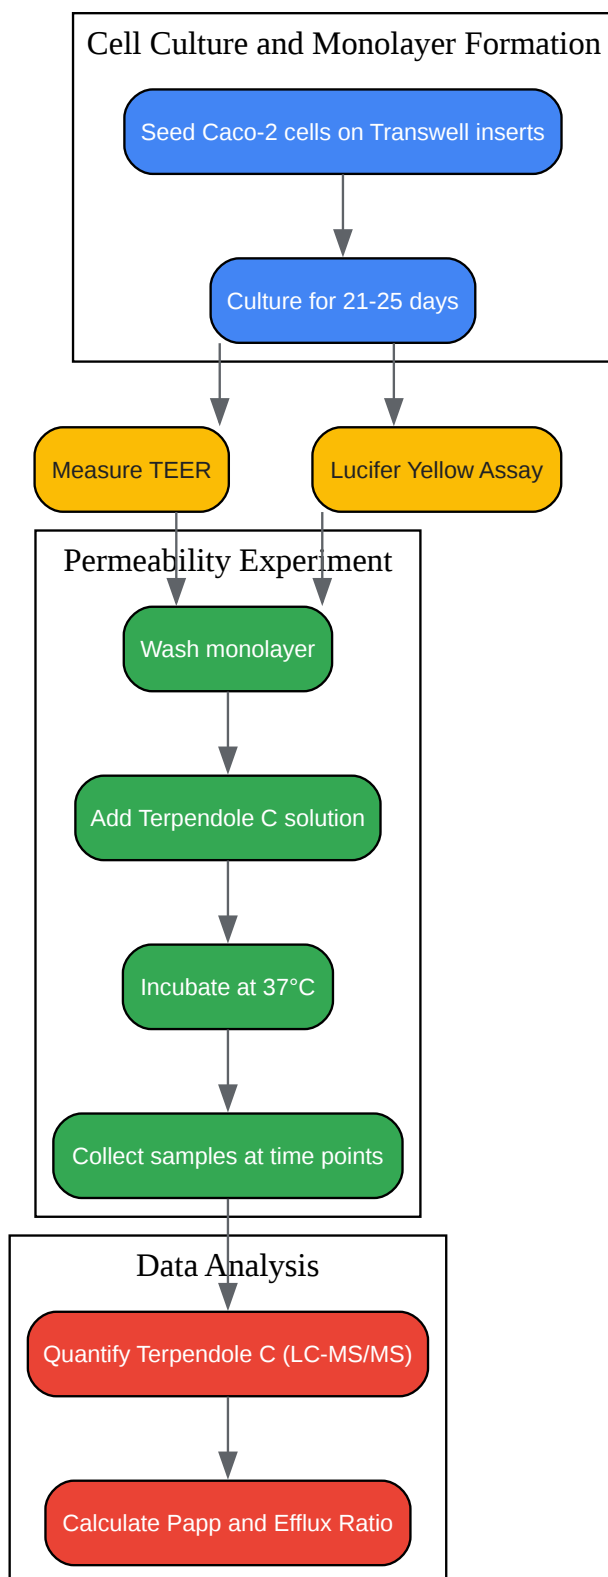 Cell Culture and Monolayer Formation
Seed Caco-2 cells on Transwell inserts
Culture for 21-25 days
Measure TEER
Lucifer Yellow Assay
Permeability Experiment
Wash monolayer
Add Terpendole C solution
Incubate at 37°C
Collect samples at time points
Data Analysis
Quantify Terpendole C (LC-MS/MS)
Calculate Papp and Efflux Ratio